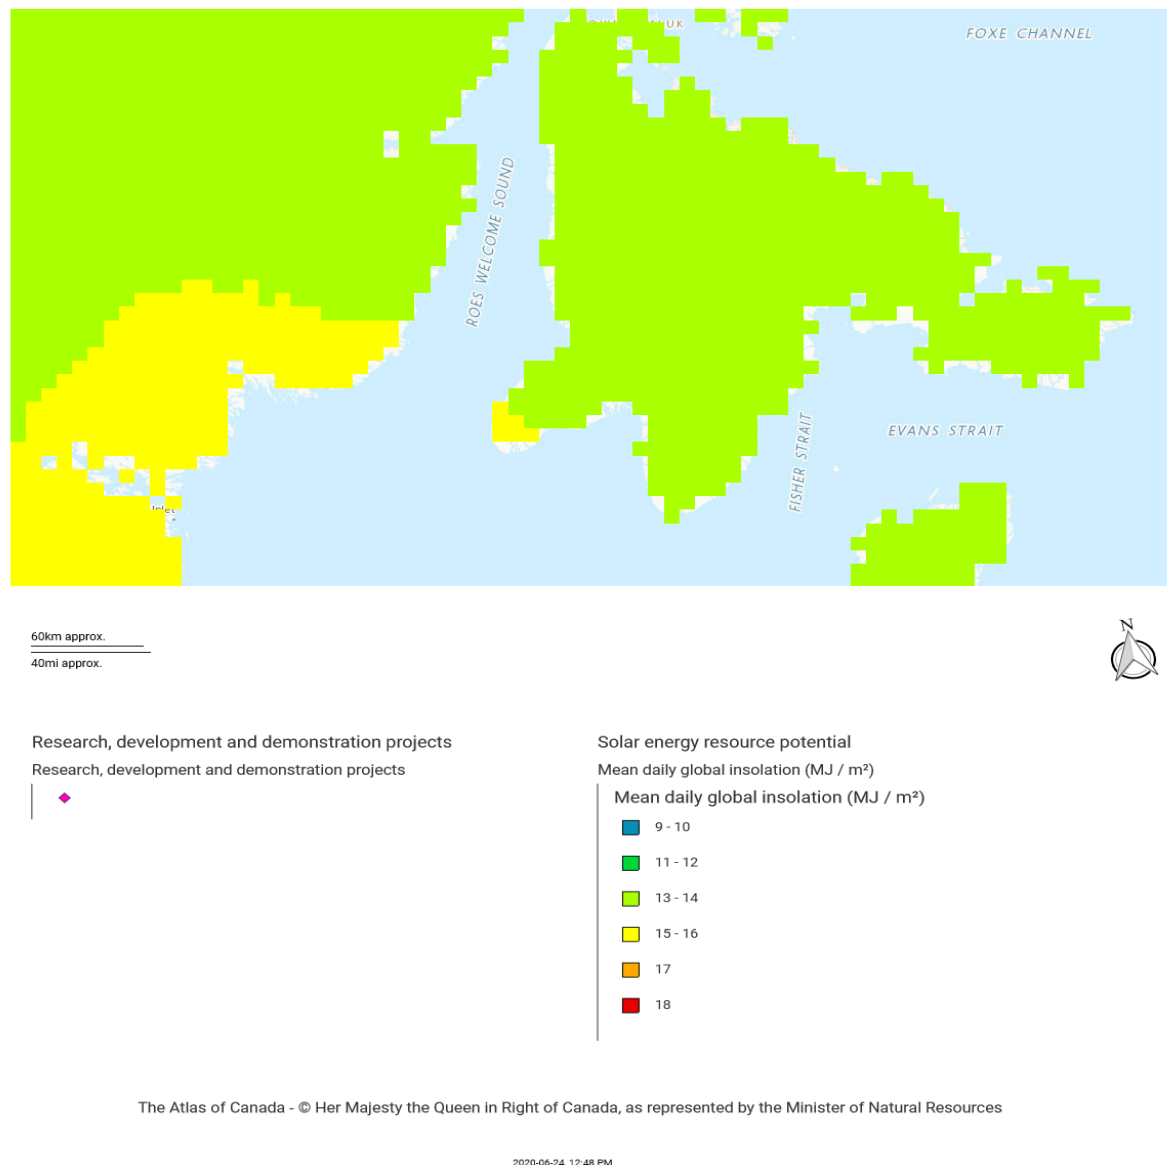 FOXE CHANNEL
ROES WELCOME SOUND
EVANS STRAIT
FISHER STRAIT
Inlet
60km approx.
40mi approx.
N
Research, development and demonstration projects
Research, development and demonstration projects
Solar energy resource potential
Mean daily global insolation (MJ / m²)
Mean daily global insolation (MJ / m²)
9 - 10
11 - 12
13 - 14
15 - 16
17
18
The Atlas of Canada - © Her Majesty the Queen in Right of Canada, as represented by the Minister of Natural Resources
2020-06-24, 12:48 PM